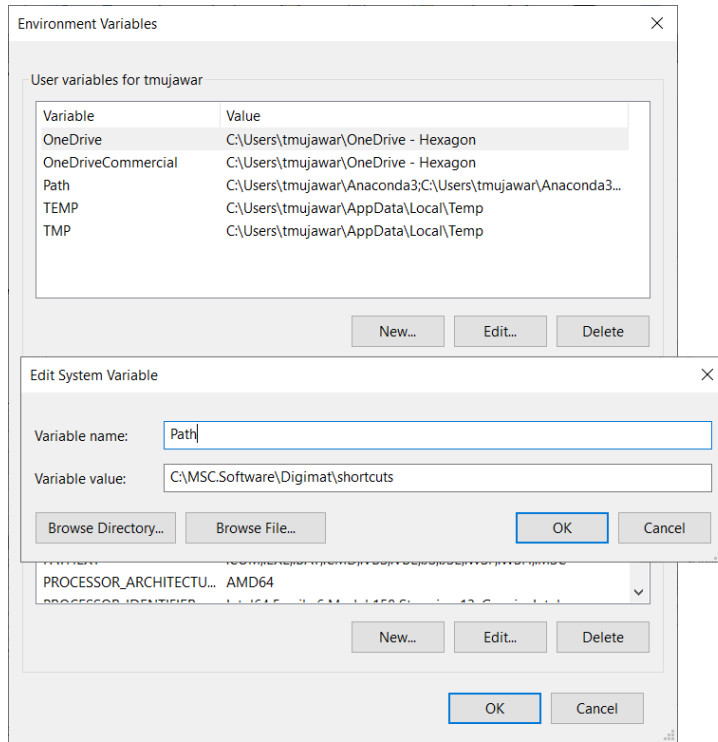 Environment Variables
User variables for tmujawar
Variable Value
OneDrive C:\Users\tmujawar\OneDrive - Hexagon
OneDriveCommercial C:\Users\tmujawar\OneDrive - Hexagon
Path C:\Users\tmujawar\Anaconda3;C:\Users\tmujawar\Anaconda3...
TEMP C:\Users\tmujawar\AppData\Local\Temp
TMP C:\Users\tmujawar\AppData\Local\Temp
New... Edit... Delete
Edit System Variable
Variable name: Path
Variable value: C:\MSC.Software\Digimat\shortcuts
Browse Directory... Browse File... OK Cancel
PROCESSOR_ARCHITECTU... AMD64
New... Edit... Delete
OK Cancel